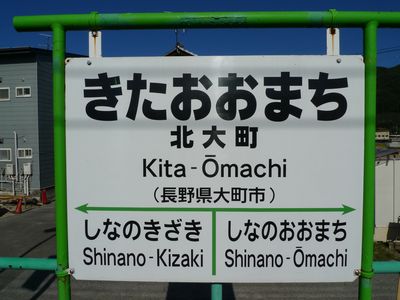 きたおおまち
北大町
Kita-Ōmachi
(長野県大町市)
しなのきざき しなのおおまち
Shinano-Kizaki Shinano-Ōmachi